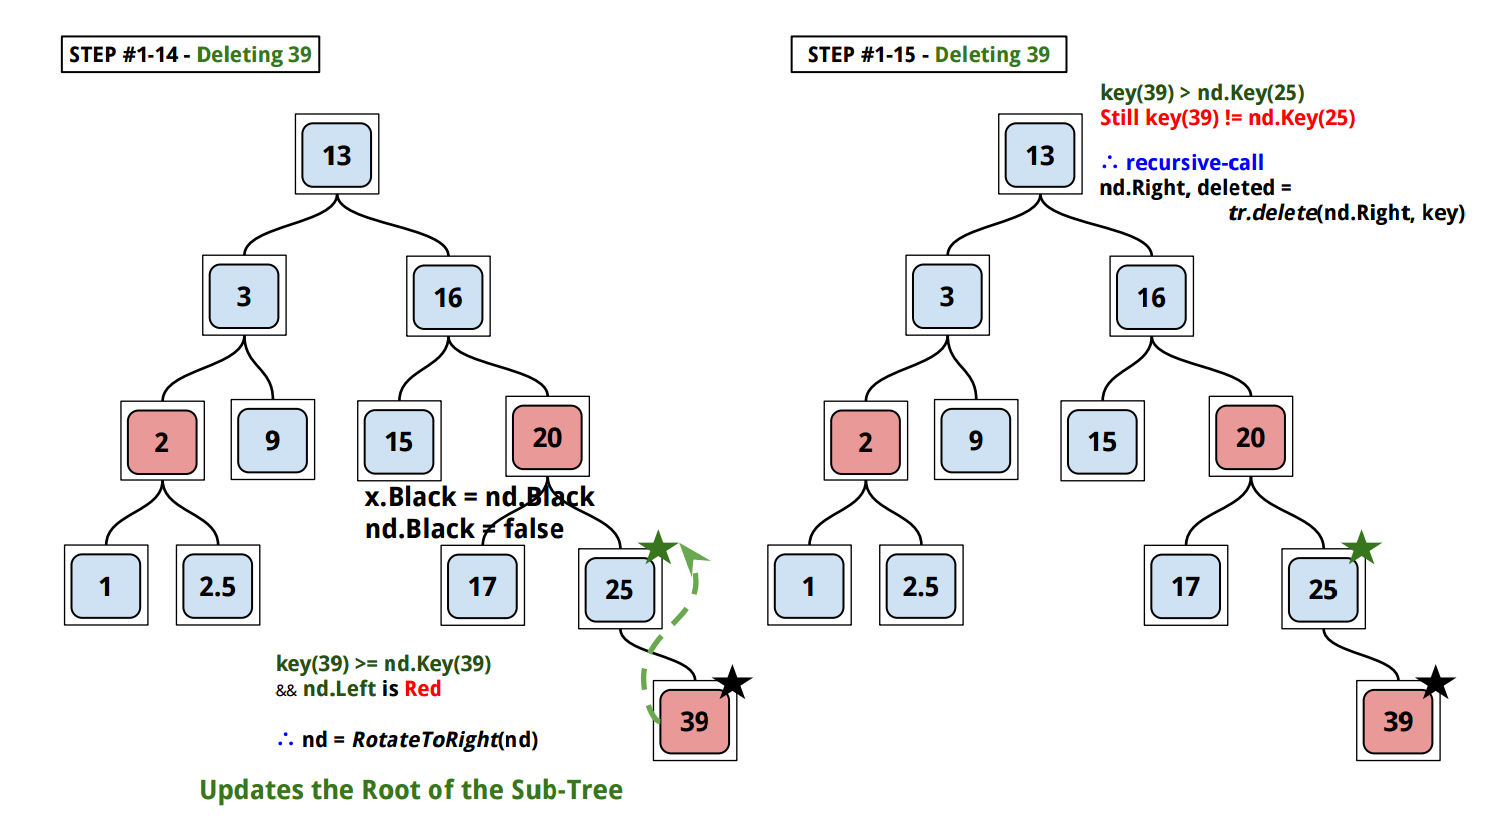 STEP #1-14 - Deleting 39
13
3
16
2
9
15
20
x.Black = nd.Black
nd.Black = false
1
2.5
17
25
key(39) >= nd.Key(39)
&& nd.Left is Red
∴ nd = RotateToRight(nd)
39
Updates the Root of the Sub-Tree
STEP #1-15 - Deleting 39
key(39) > nd.Key(25)
Still key(39) != nd.Key(25)
∴ recursive-call
nd.Right, deleted =
tr.delete(nd.Right, key)
13
3
16
2
9
15
20
1
2.5
17
25
39